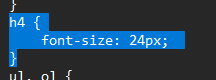 }
h4 {
    font-size: 24px;
}
ul, ol {